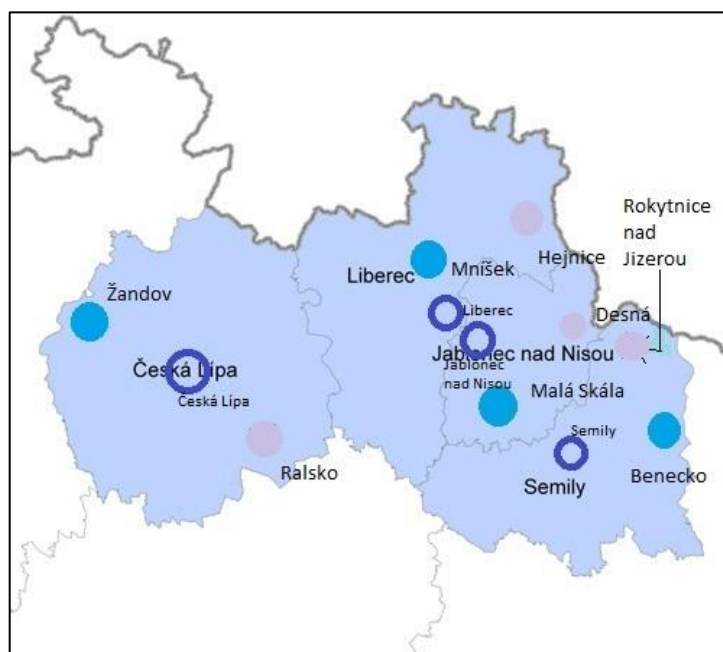 Rokytnice
nad
Jizerou
Hejnice
Mníšek
Liberec
Žandov
Liberec
Desná
Jablonec nad Nisou
Jablonec
nad Nisou
Česká Lípa
Česká Lípa
Malá Skála
Semily
Ralsko
Benecko
Semily